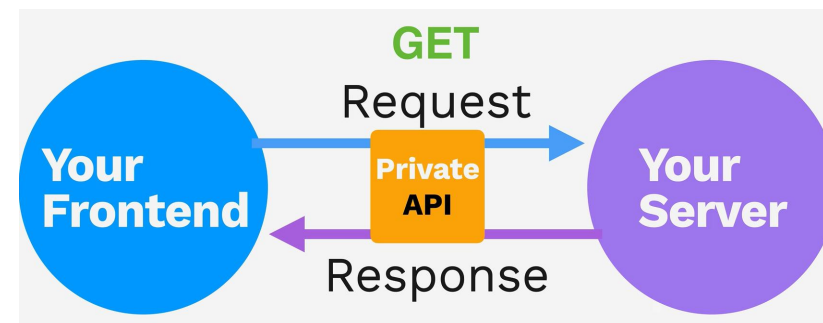 GET
Request
Your
Frontend
Private
API
Your
Server
Response